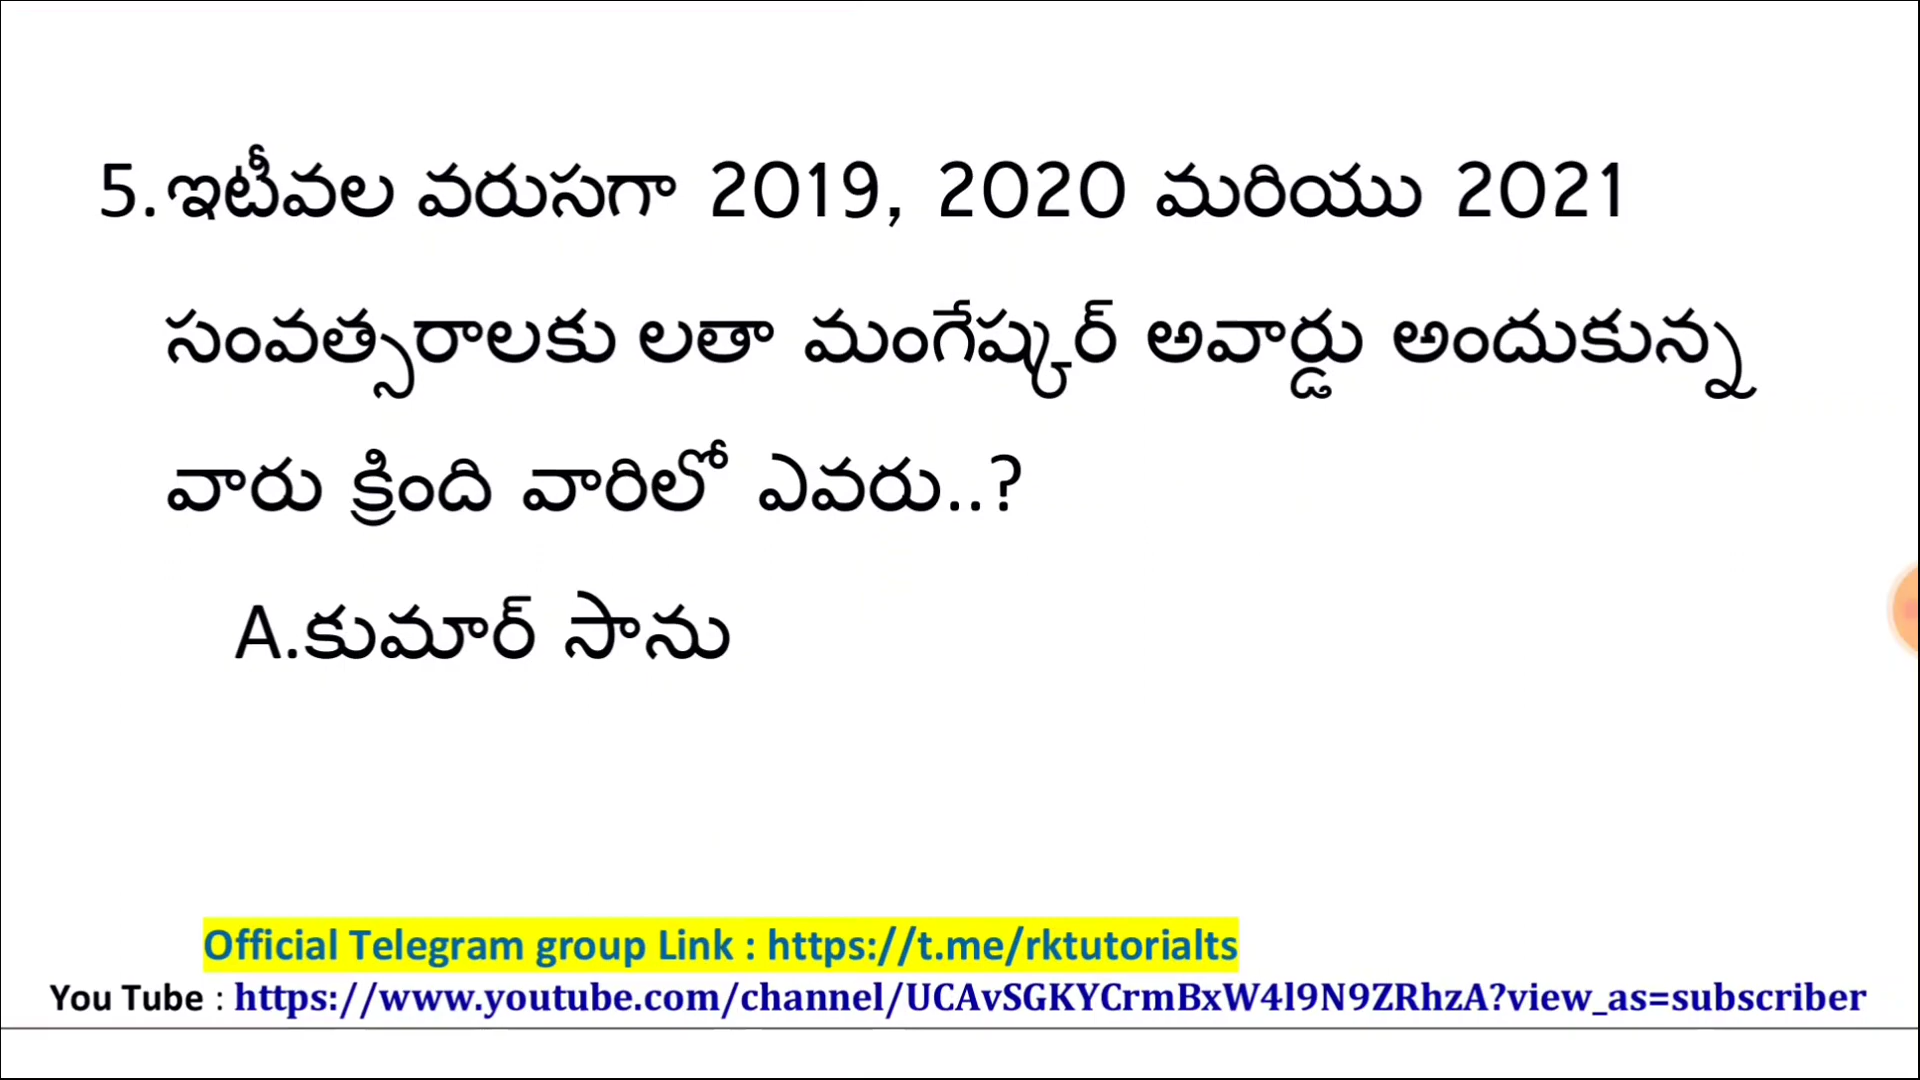 5.ఇటీవల వరుసగా 2019, 2020 మరియు 2021
సంవత్సరాలకు లతా మంగేష్కర్ అవార్డు అందుకున్న
వారు క్రింది వారిలో ఎవరు..?
A.కుమార్ సాను
Official Telegram group Link : https://t.me/rktutorialts
You Tube : https://www.youtube.com/channel/UCAvSGKYCrmBxW4l9N9ZRhzA?view_as=subscriber